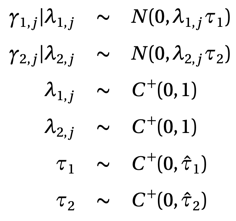 γ₁,ⱼ|λ₁,ⱼ ∼ N(0, λ₁,ⱼτ₁)
γ₂,ⱼ|λ₂,ⱼ ∼ N(0, λ₂,ⱼτ₂)
λ₁,ⱼ ∼ C⁺(0, 1)
λ₂,ⱼ ∼ C⁺(0, 1)
τ₁ ∼ C⁺(0, τ̂₁)
τ₂ ∼ C⁺(0, τ̂₂)